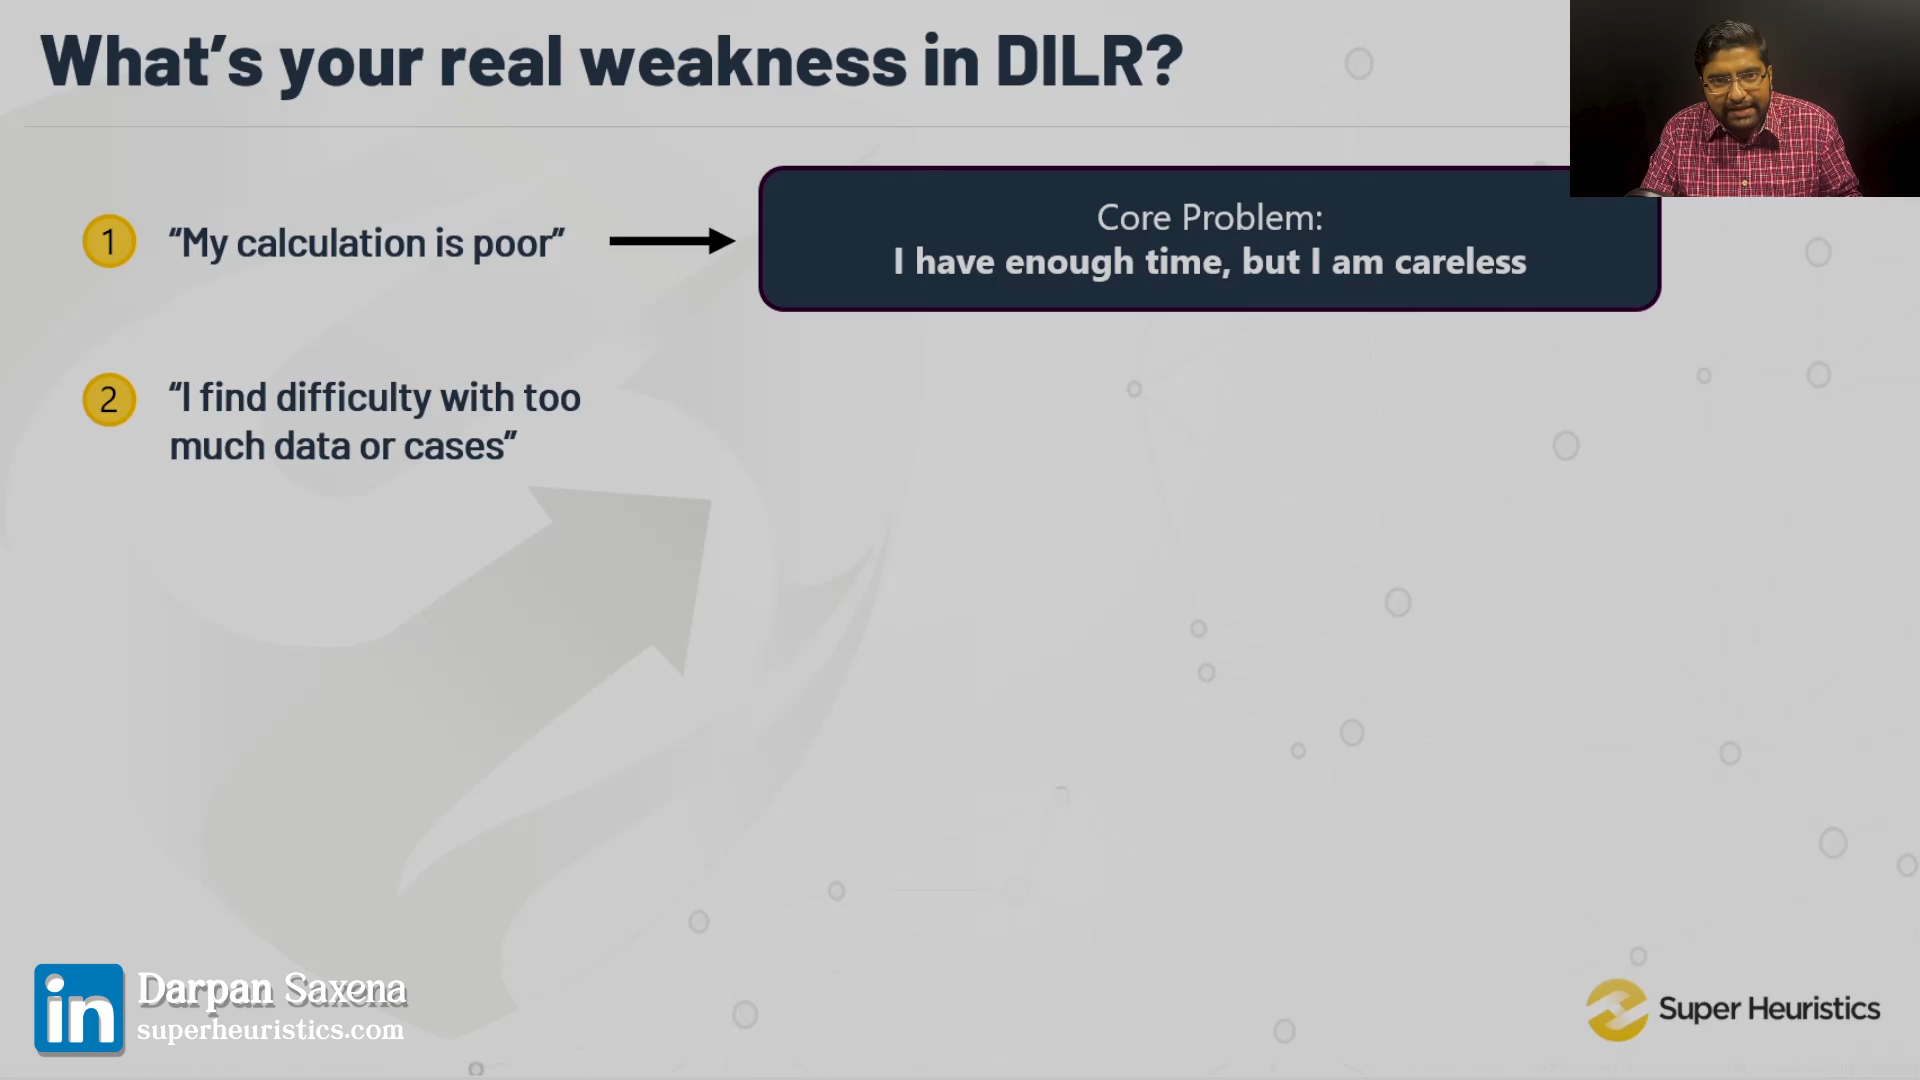 What’s your real weakness in DILR?
1
“My calculation is poor”
Core Problem:
I have enough time, but I am careless
2
“I find difficulty with too
much data or cases”
in
Darpan Saxena
superheuristics.com
Super Heuristics